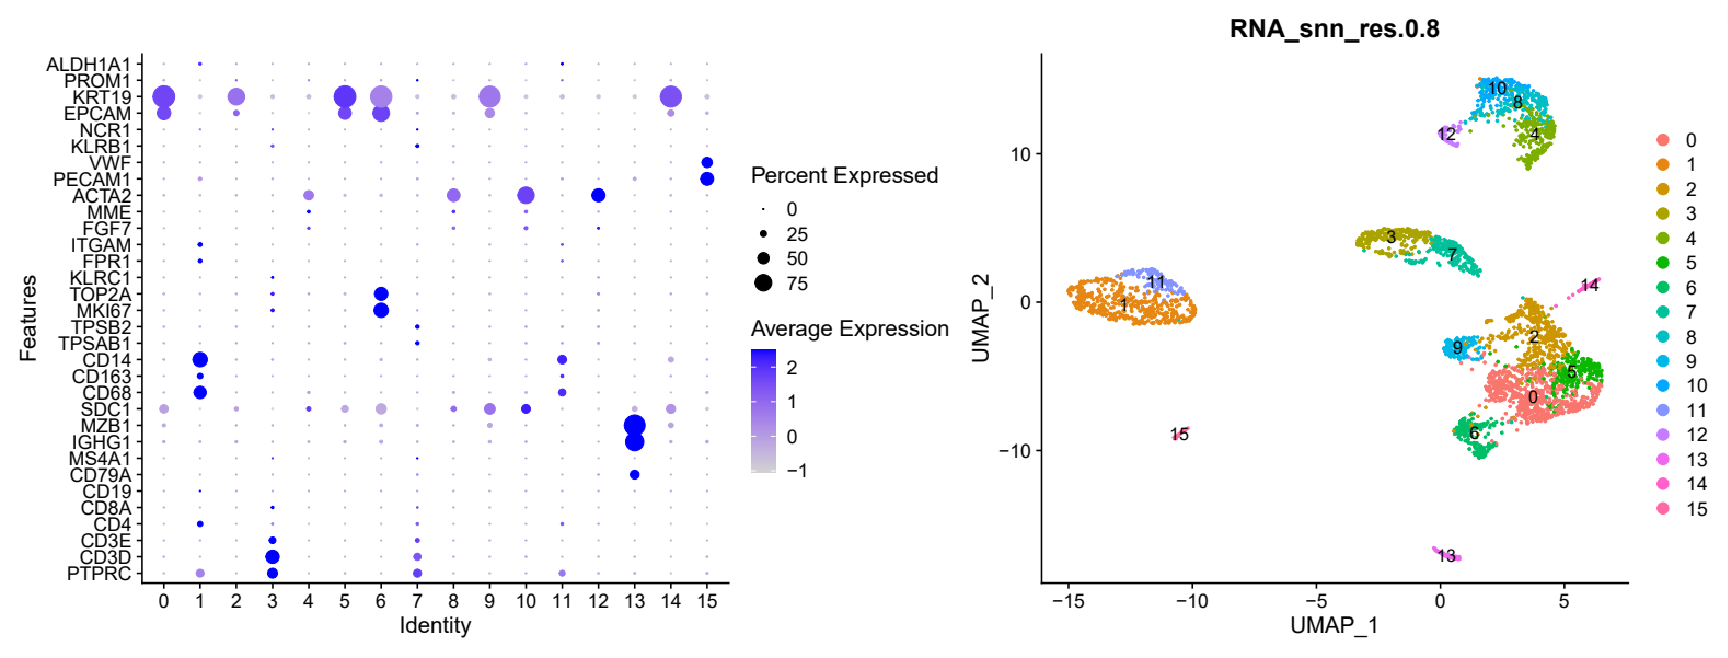 ALDH1A1
PROM1
KRT19
EPCAM
NCR1
KLRB1
VWF
PECAM1
ACTA2
MME
FGF7
ITGAM
FPR1
KLRC1
TOP2A
MKI67
TPSB2
TPSAB1
CD14
CD163
CD68
SDC1
MZB1
IGHG1
MS4A1
CD79A
CD19
CD8A
CD4
CD3E
CD3D
PTPRC
Features
0 1 2 3 4 5 6 7 8 9 10 11 12 13 14 15
Identity
Percent Expressed
0
25
50
75
Average Expression
2
1
0
−1
RNA_snn_res.0.8
10
8
12
4
3
7
11
1
14
2
9
5
0
6
15
13
10
0
−10
UMAP_2
−15 −10 −5 0 5
UMAP_1
0
1
2
3
4
5
6
7
8
9
10
11
12
13
14
15